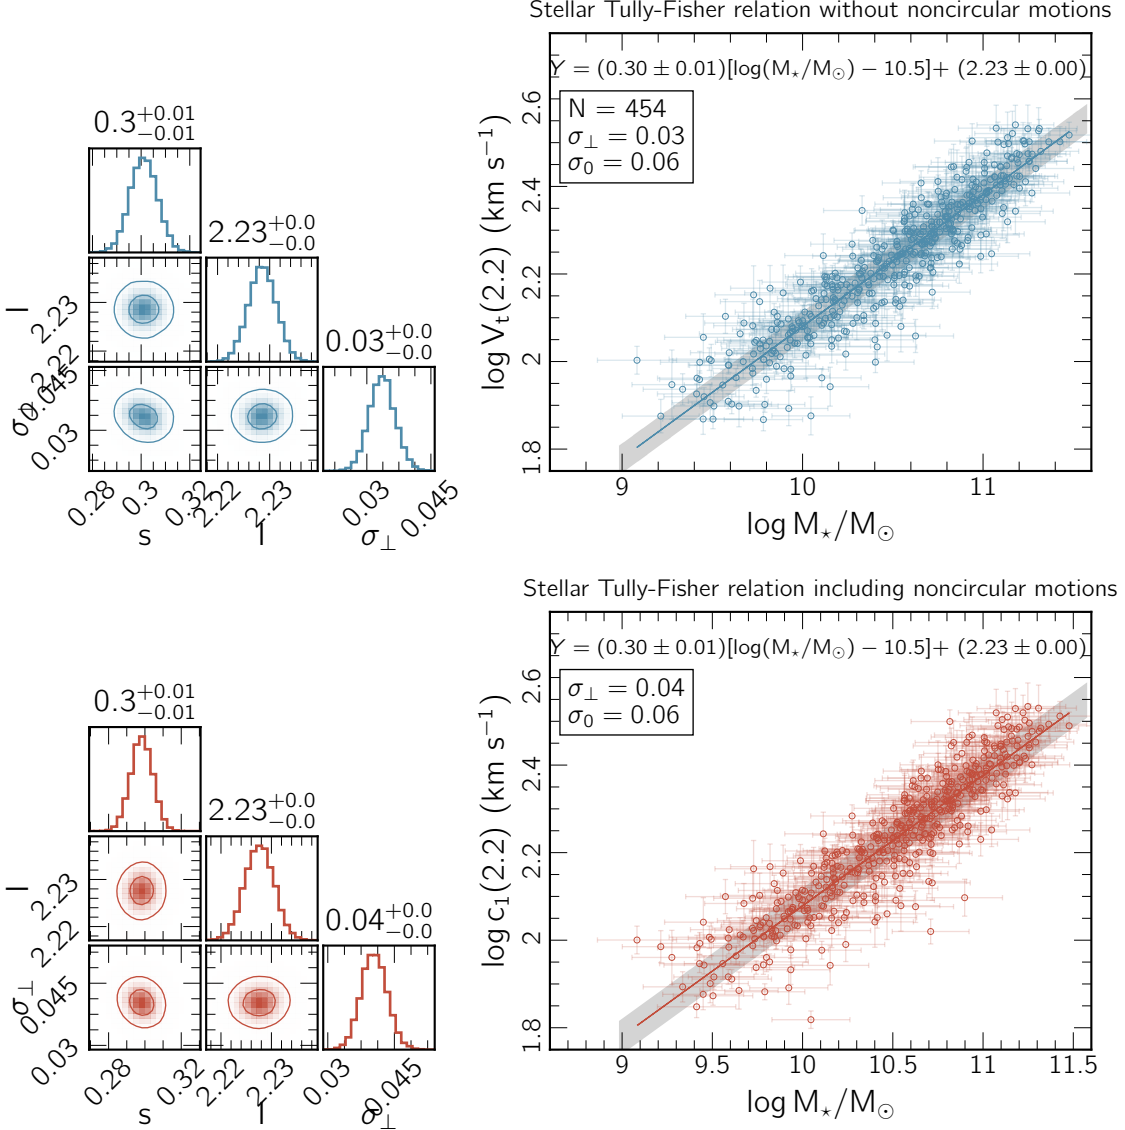 Stellar Tully-Fisher relation without noncircular motions
Y = (0.30 ± 0.01)[log(M⋆/M⊙) − 10.5]+ (2.23 ± 0.00)
N = 454
σ⊥ = 0.03
σ0 = 0.06
log Vt(2.2) (km s−1)
1.8 2 2.2 2.4 2.6
9 10 11
log M⋆/M⊙
0.3+0.01−0.01
2.23+0.0−0.0
0.03+0.0−0.0
l
2.23
2.22
0.045
0.03
0.28 0.3 0.32
2.22 2.23
0.03 0.045
s l σ⊥
Stellar Tully-Fisher relation including noncircular motions
Y = (0.30 ± 0.01)[log(M⋆/M⊙) − 10.5]+ (2.23 ± 0.00)
σ⊥ = 0.04
σ0 = 0.06
log c1(2.2) (km s−1)
1.8 2 2.2 2.4 2.6
9 9.5 10 10.5 11 11.5
log M⋆/M⊙
0.3+0.01−0.01
2.23+0.0−0.0
0.04+0.0−0.0
l
2.23
2.22
σ⊥
0.045
0.03
0.28 0.32
2.22 2.23
0.03 0.045
s l σ⊥